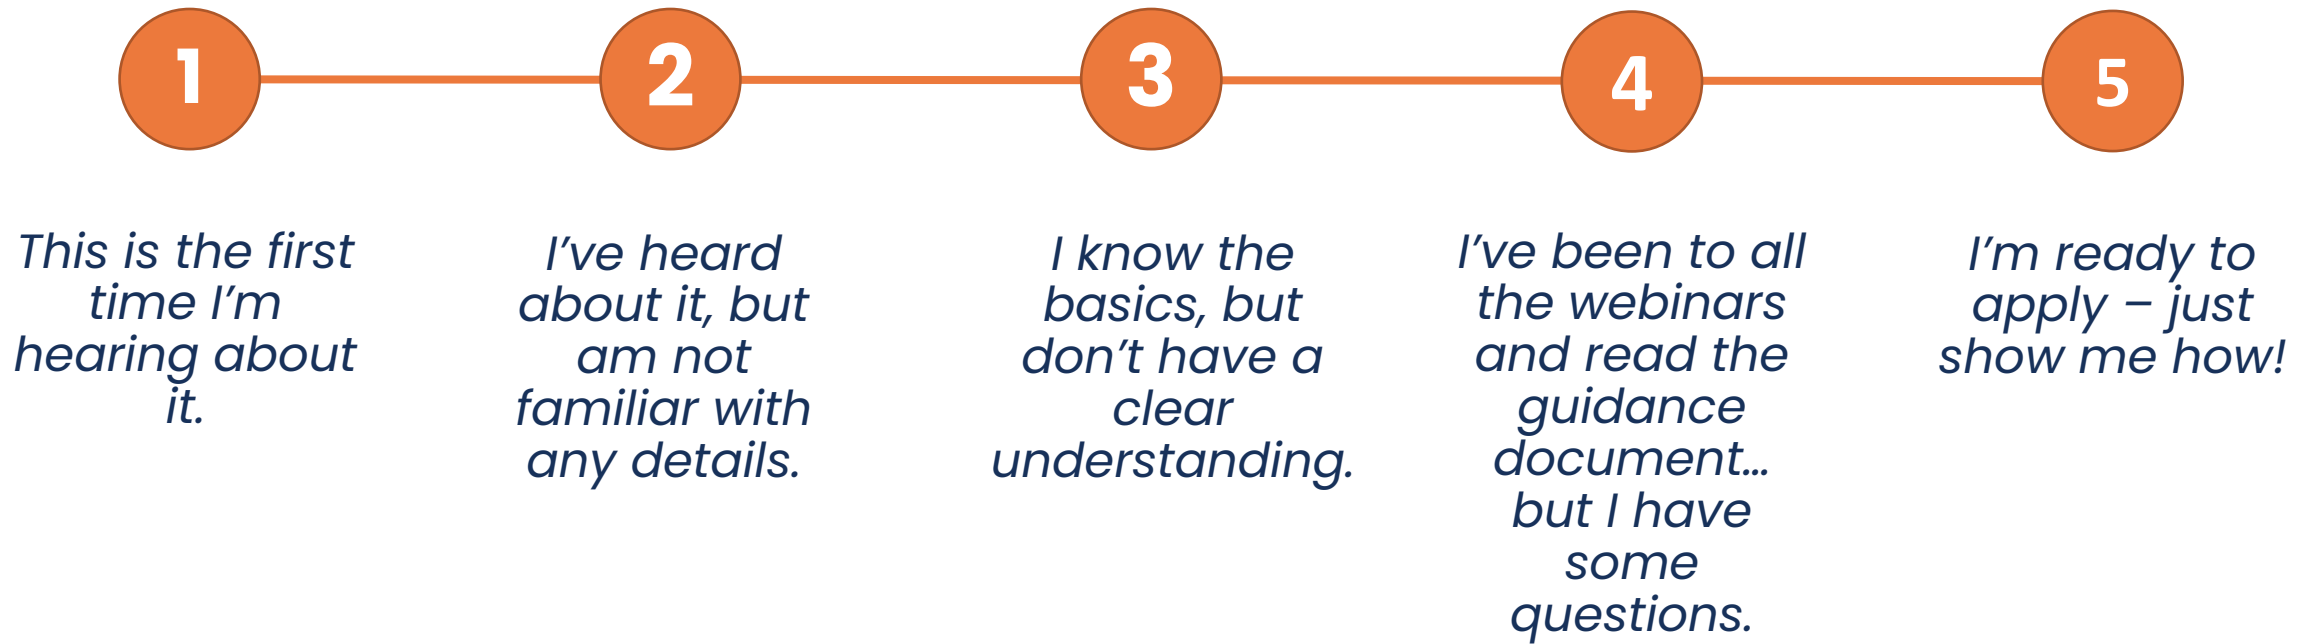 1
2
3
4
5
This is the first
time I'm
hearing about
it.
I've heard
about it, but
am not
familiar with
any details.
I know the
basics, but
don't have a
clear
understanding.
I've been to all
the webinars
and read the
guidance
document…
but I have
some
questions.
I'm ready to
apply – just
show me how!